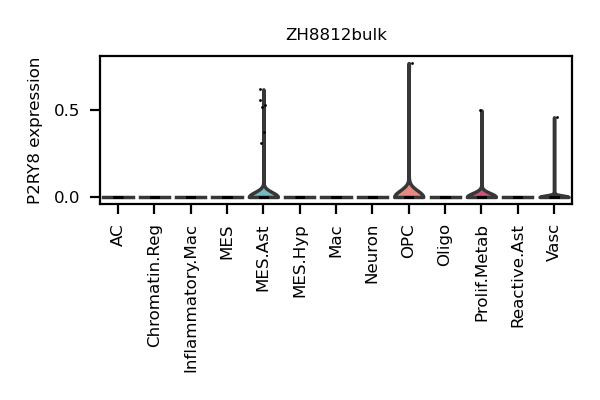 ZH8812bulk
P2RY8 expression
0.5
0.0
AC
Chromatin.Reg
Inflammatory.Mac
MES
MES.Ast
MES.Hyp
Mac
Neuron
OPC
Oligo
Prolif.Metab
Reactive.Ast
Vasc